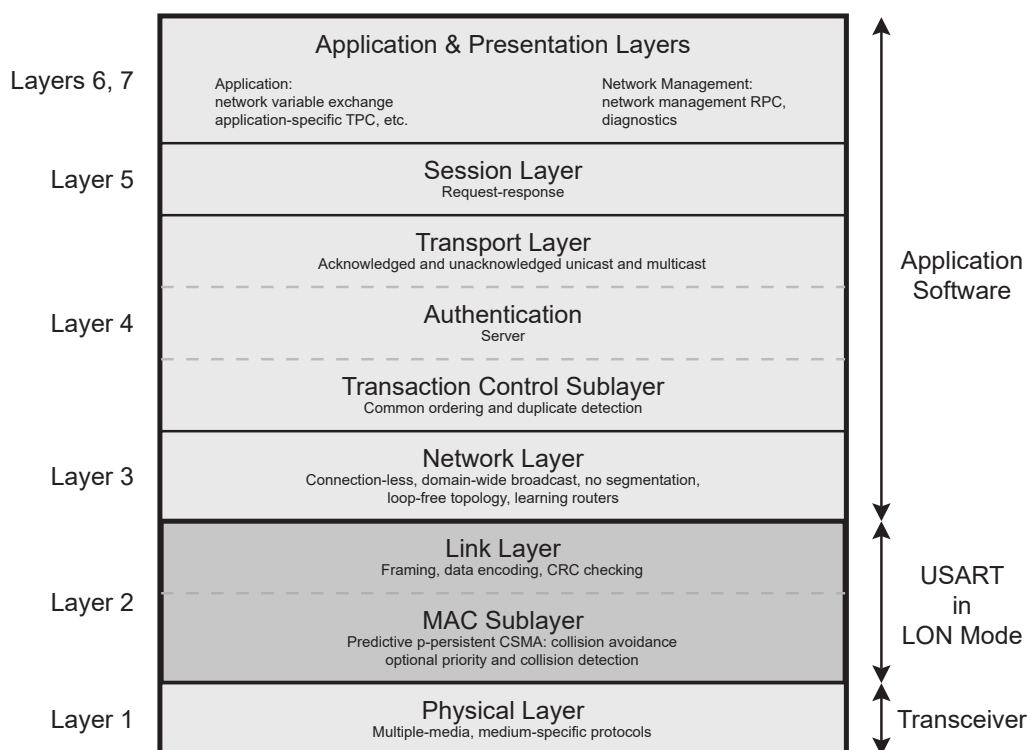 Application & Presentation Layers
Layers 6, 7
Application:
network variable exchange
application-specific TPC, etc.
Network Management:
network management RPC,
diagnostics
Layer 5
Session Layer
Request-response
Transport Layer
Acknowledged and unacknowledged unicast and multicast
Layer 4
Authentication
Server
Transaction Control Sublayer
Common ordering and duplicate detection
Layer 3
Network Layer
Connection-less, domain-wide broadcast, no segmentation,
loop-free topology, learning routers
Application
Software
Layer 2
Link Layer
Framing, data encoding, CRC checking
MAC Sublayer
Predictive p-persistent CSMA: collision avoidance
optional priority and collision detection
USART
in
LON Mode
Layer 1
Physical Layer
Multiple-media, medium-specific protocols
Transceiver